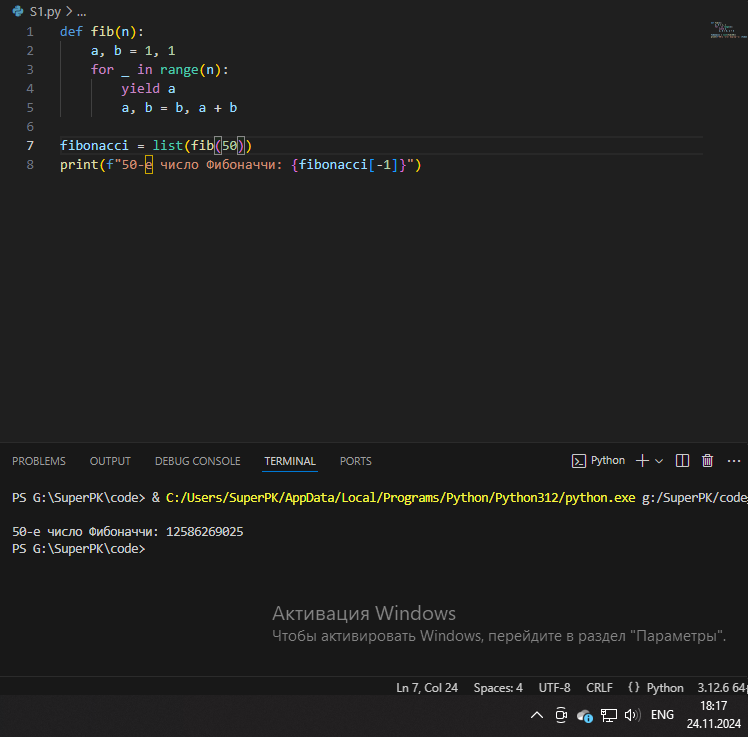 S1.py > ...
1 def fib(n):
2     a, b = 1, 1
3     for _ in range(n):
4         yield a
5         a, b = b, a + b
6
7 fibonacci = list(fib(50))
8 print(f"50-е число Фибоначчи: {fibonacci[-1]}")
PROBLEMS OUTPUT DEBUG CONSOLE TERMINAL PORTS Python
PS G:\SuperPK\code> & C:/Users/SuperPK/AppData/Local/Programs/Python/Python312/python.exe g:/SuperPK/code
50-е число Фибоначчи: 12586269025
PS G:\SuperPK\code>
Активация Windows
Чтобы активировать Windows, перейдите в раздел "Параметры".
Ln 7, Col 24 Spaces: 4 UTF-8 CRLF {} Python 3.12.6 64
ENG 18:17
24.11.2024